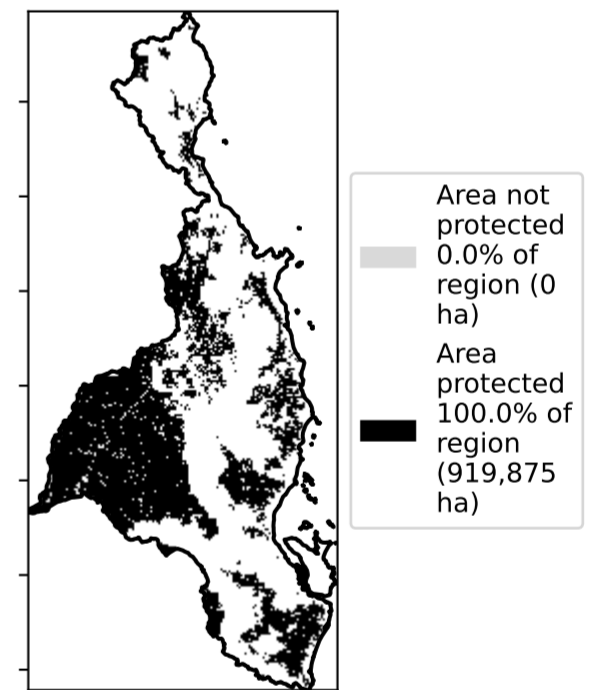 Area not
protected
0.0% of
region (0
ha)
Area
protected
100.0% of
region
(919,875
ha)